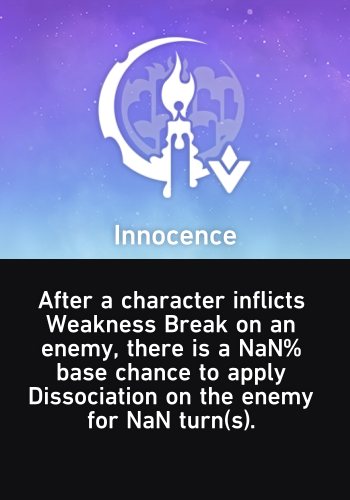 Innocence
After a character inflicts
Weakness Break on an
enemy, there is a NaN%
base chance to apply
Dissociation on the enemy
for NaN turn(s).